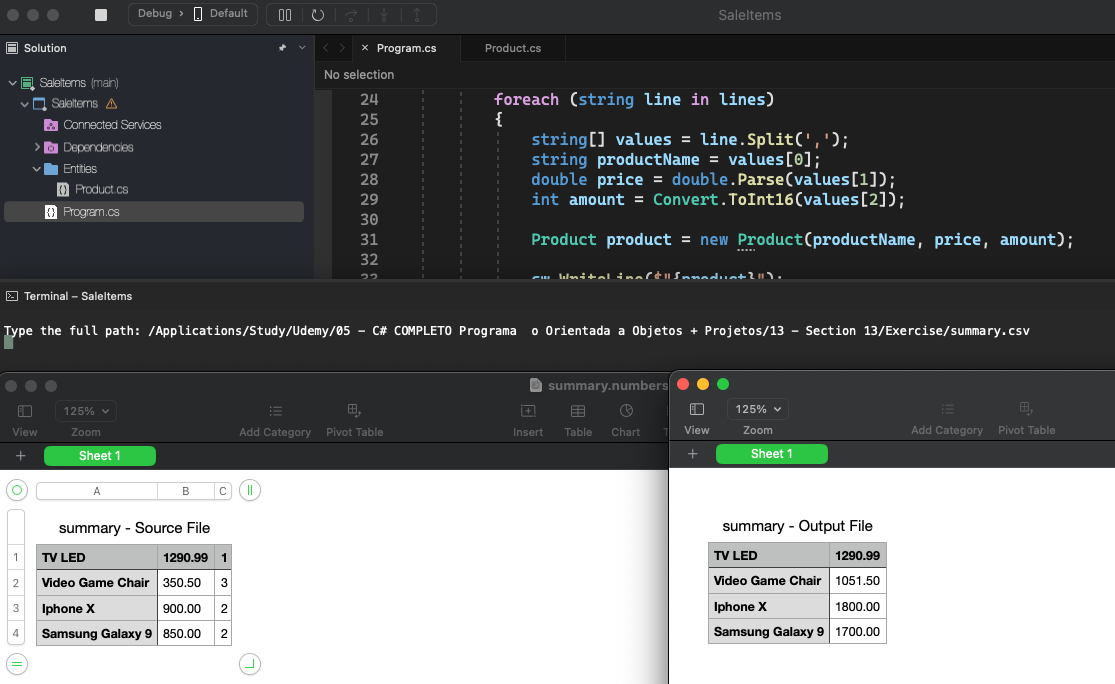 Debug › Default
SaleItems
Solution
Program.cs
Product.cs
No selection
SaleItems (main)
SaleItems
Connected Services
Dependencies
Entities
Product.cs
Program.cs
24 foreach (string line in lines)
25 {
26 string[] values = line.Split(',');
27 string productName = values[0];
28 double price = double.Parse(values[1]);
29 int amount = Convert.ToInt16(values[2]);
30
31 Product product = new Product(productName, price, amount);
32
33 sw.WriteLine($"{product}");
Terminal – SaleItems
Type the full path: /Applications/Study/Udemy/05 – C# COMPLETO Programa  o Orientada a Objetos + Projetos/13 – Section 13/Exercise/summary.csv
summary.numbers
125%
View Zoom Add Category Pivot Table Insert Table Chart
+ Sheet 1
A B C
summary - Source File
1 TV LED 1290.99 1
2 Video Game Chair 350.50 3
3 Iphone X 900.00 2
4 Samsung Galaxy 9 850.00 2
125%
View Zoom Add Category Pivot Table
+ Sheet 1
summary - Output File
TV LED 1290.99
Video Game Chair 1051.50
Iphone X 1800.00
Samsung Galaxy 9 1700.00